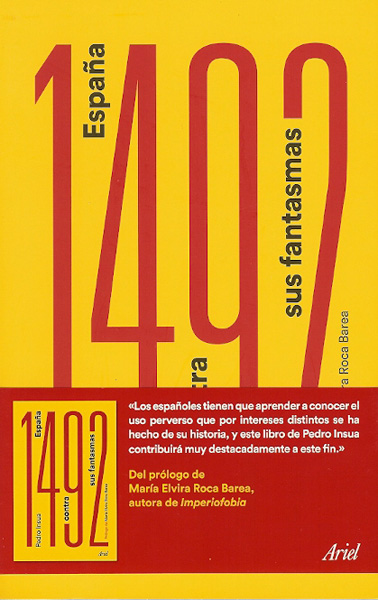 1492
España
sus fantasmas
tra
ra Roca Barea
«Los españoles tienen que aprender a conocer el
uso perverso que por intereses distintos se ha
hecho de su historia, y este libro de Pedro Insua
contribuirá muy destacadamente a este fin.»
Del prólogo de
María Elvira Roca Barea,
autora de Imperiofobia
1492
España
contra
sus fantasmas
Pedro Insua
Ariel